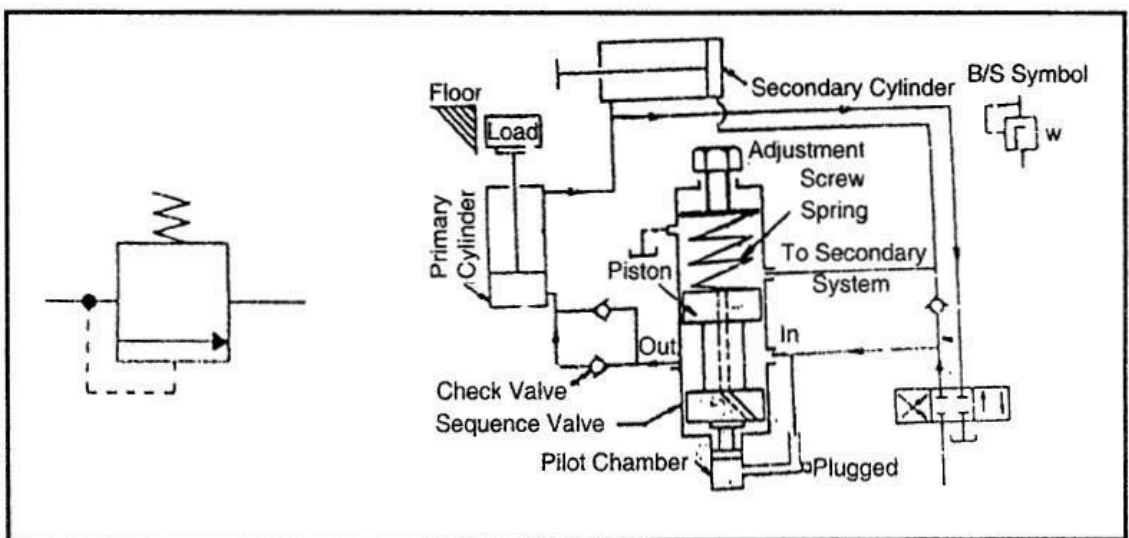 Floor
Load
Primary
Cylinder
Secondary Cylinder
B/S Symbol
W
Adjustment
Screw
Spring
To Secondary
System
Piston
Out
In
Check Valve
Sequence Valve
Pilot Chamber
Plugged